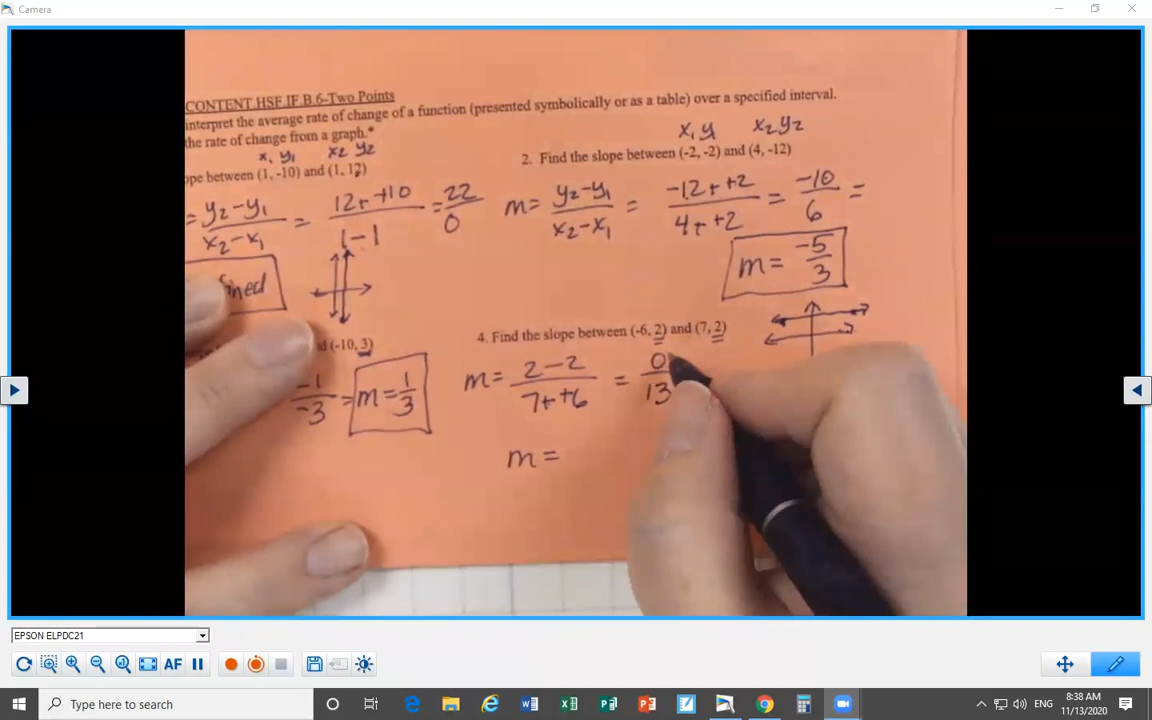 Camera
CONTENT.HSF.IF.B.6-Two Points
interpret the average rate of change of a function (presented symbolically or as a table) over a specified interval.
the rate of change from a graph.*
x₁ y₁ x₂ y₂
ope between (1, -10) and (1, 12)
= y₂-y₁ / x₂-x₁ = 12+ +10 / 1-1 = 22 / 0
x₁ y₁ x₂ y₂
2. Find the slope between (-2, -2) and (4, -12)
m = y₂-y₁ / x₂-x₁ = -12+ +2 / 4+ +2 = -10 / 6 =
m = -5 / 3
(-10, 3)
-1 / -3 = m = 1 / 3
4. Find the slope between (-6, 2) and (7, 2)
m = 2-2 / 7+ +6 = 0 / 13
m =
EPSON ELPDC21
AF
Type here to search
ENG
8:38 AM
11/13/2020